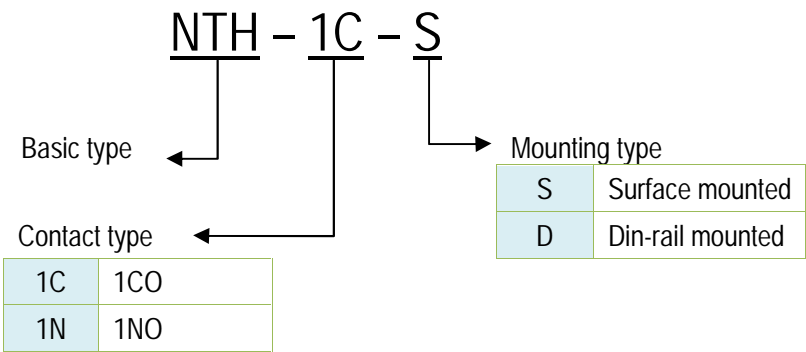 NTH – 1C – S
Basic type
Mounting type
S Surface mounted
D Din-rail mounted
Contact type
1C 1CO
1N 1NO